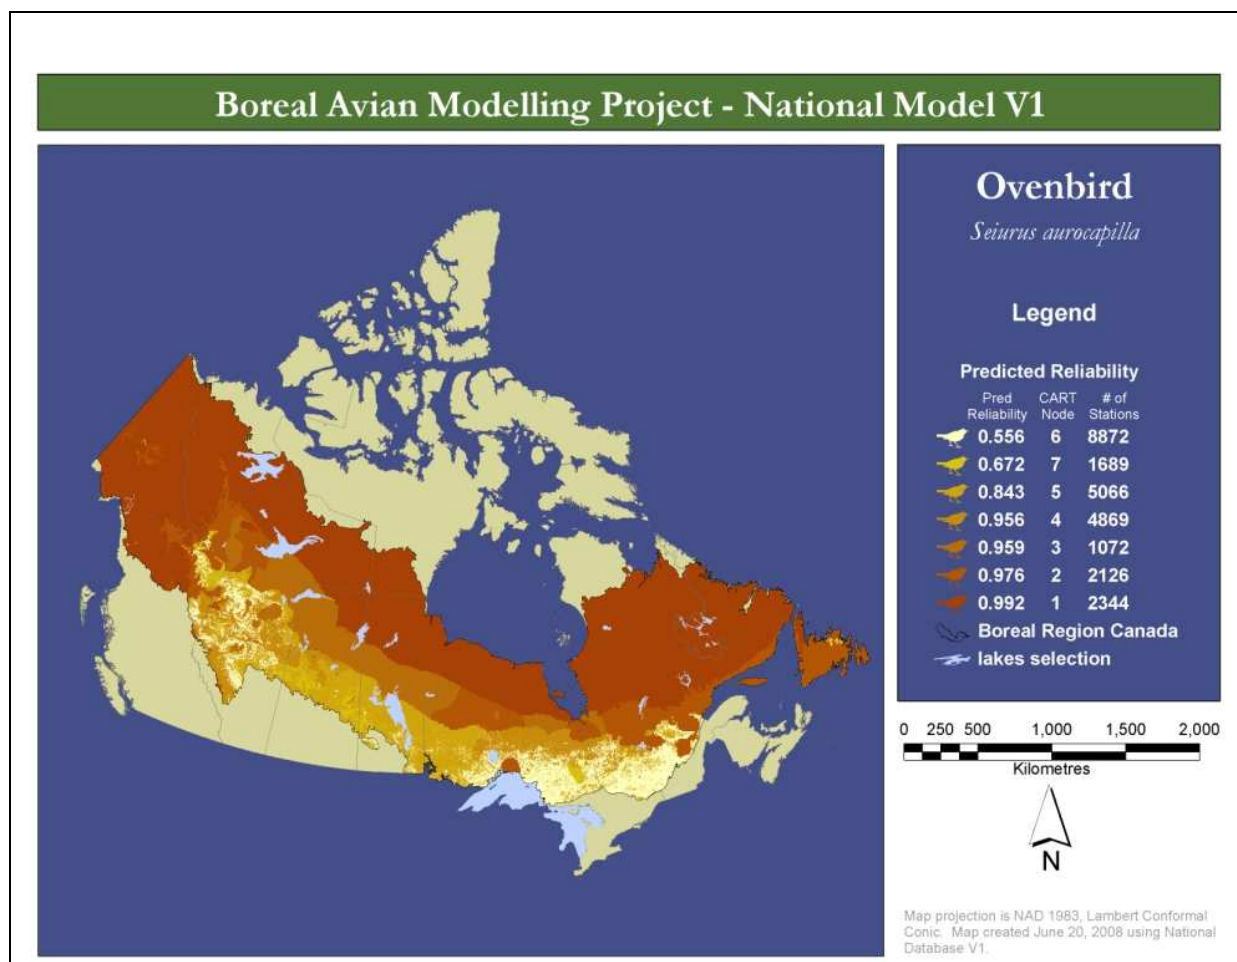 Boreal Avian Modelling Project - National Model V1
Ovenbird
Seiurus aurocapilla
Legend
Predicted Reliability
Pred Reliability CART Node # of Stations
0.556 6 8872
0.672 7 1689
0.843 5 5066
0.956 4 4869
0.959 3 1072
0.976 2 2126
0.992 1 2344
Boreal Region Canada
lakes selection
0 250 500 1,000 1,500 2,000
Kilometres
N
Map projection is NAD 1983, Lambert Conformal
Conic. Map created June 20, 2008 using National
Database V1.